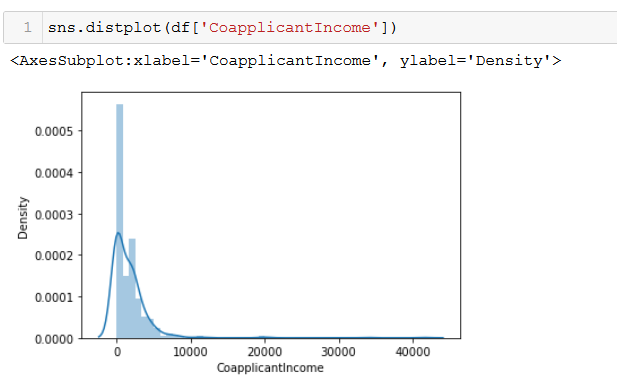 1 sns.distplot(df['CoapplicantIncome'])
<AxesSubplot:xlabel='CoapplicantIncome', ylabel='Density'>
0.0005
0.0004
0.0003
0.0002
0.0001
0.0000
Density
0 10000 20000 30000 40000
CoapplicantIncome